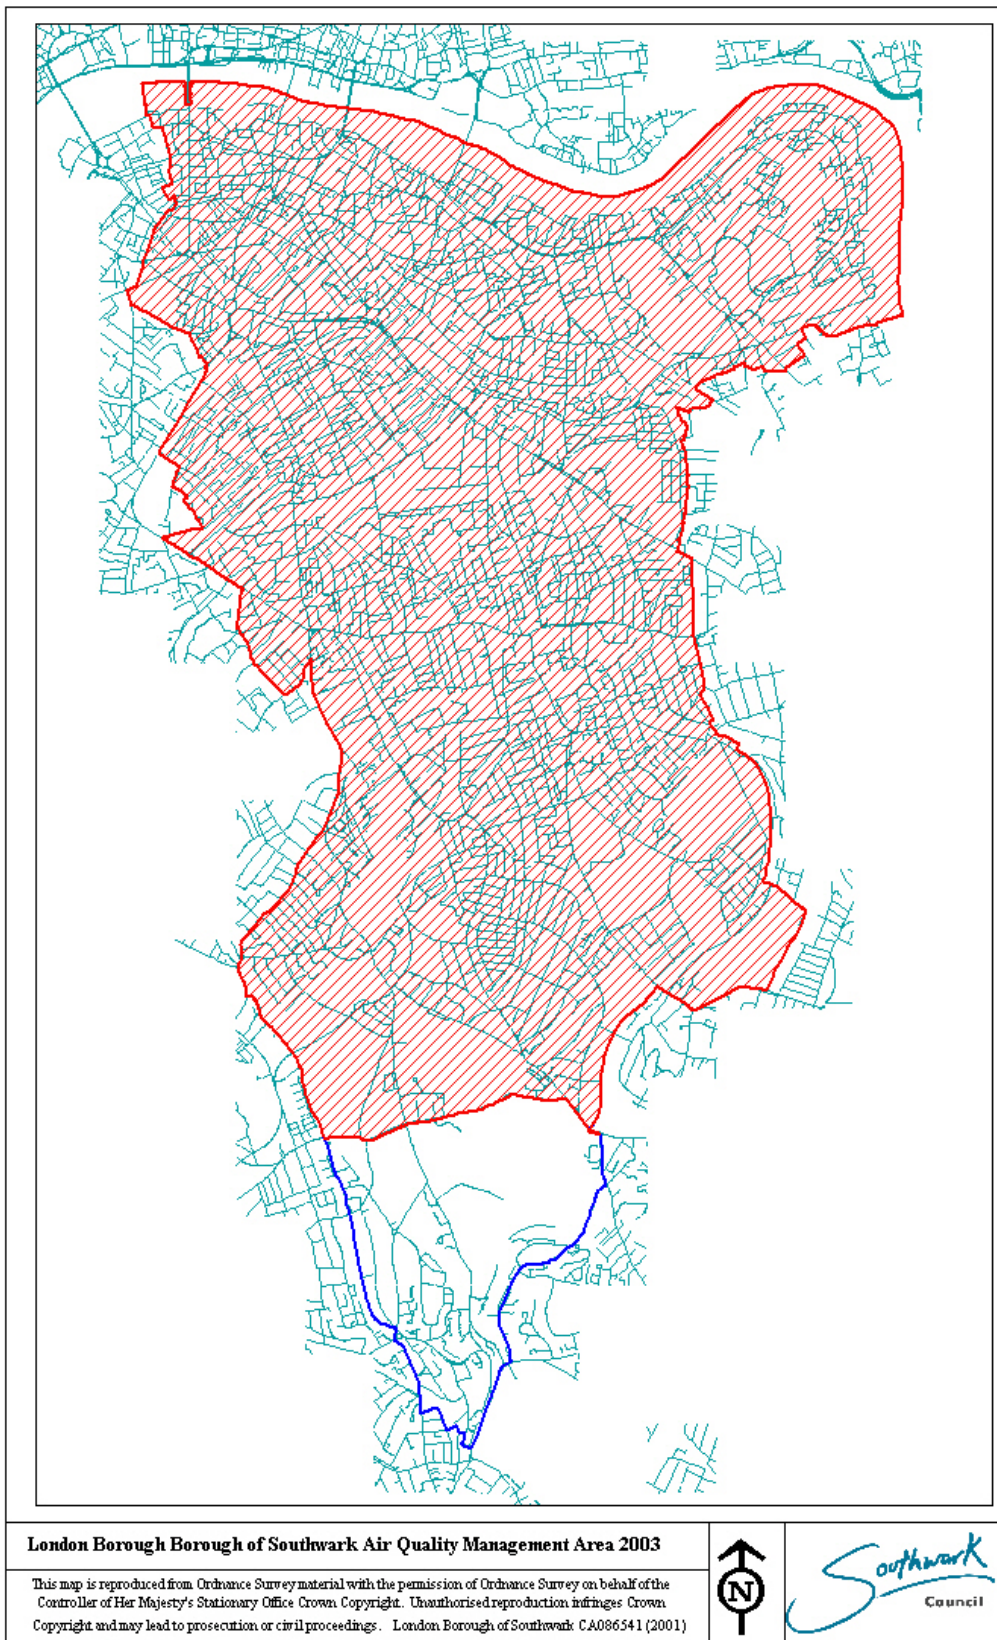 London Borough Borough of Southwark Air Quality Management Area 2003
This map is reproduced from Ordnance Survey material with the permission of Ordnance Survey on behalf of the
Controller of Her Majesty's Stationary Office Crown Copyright. Unauthorised reproduction infringes Crown
Copyright and may lead to prosecution or civil proceedings. London Borough of Southwark CA086541 (2001)
N
Southwark
Council